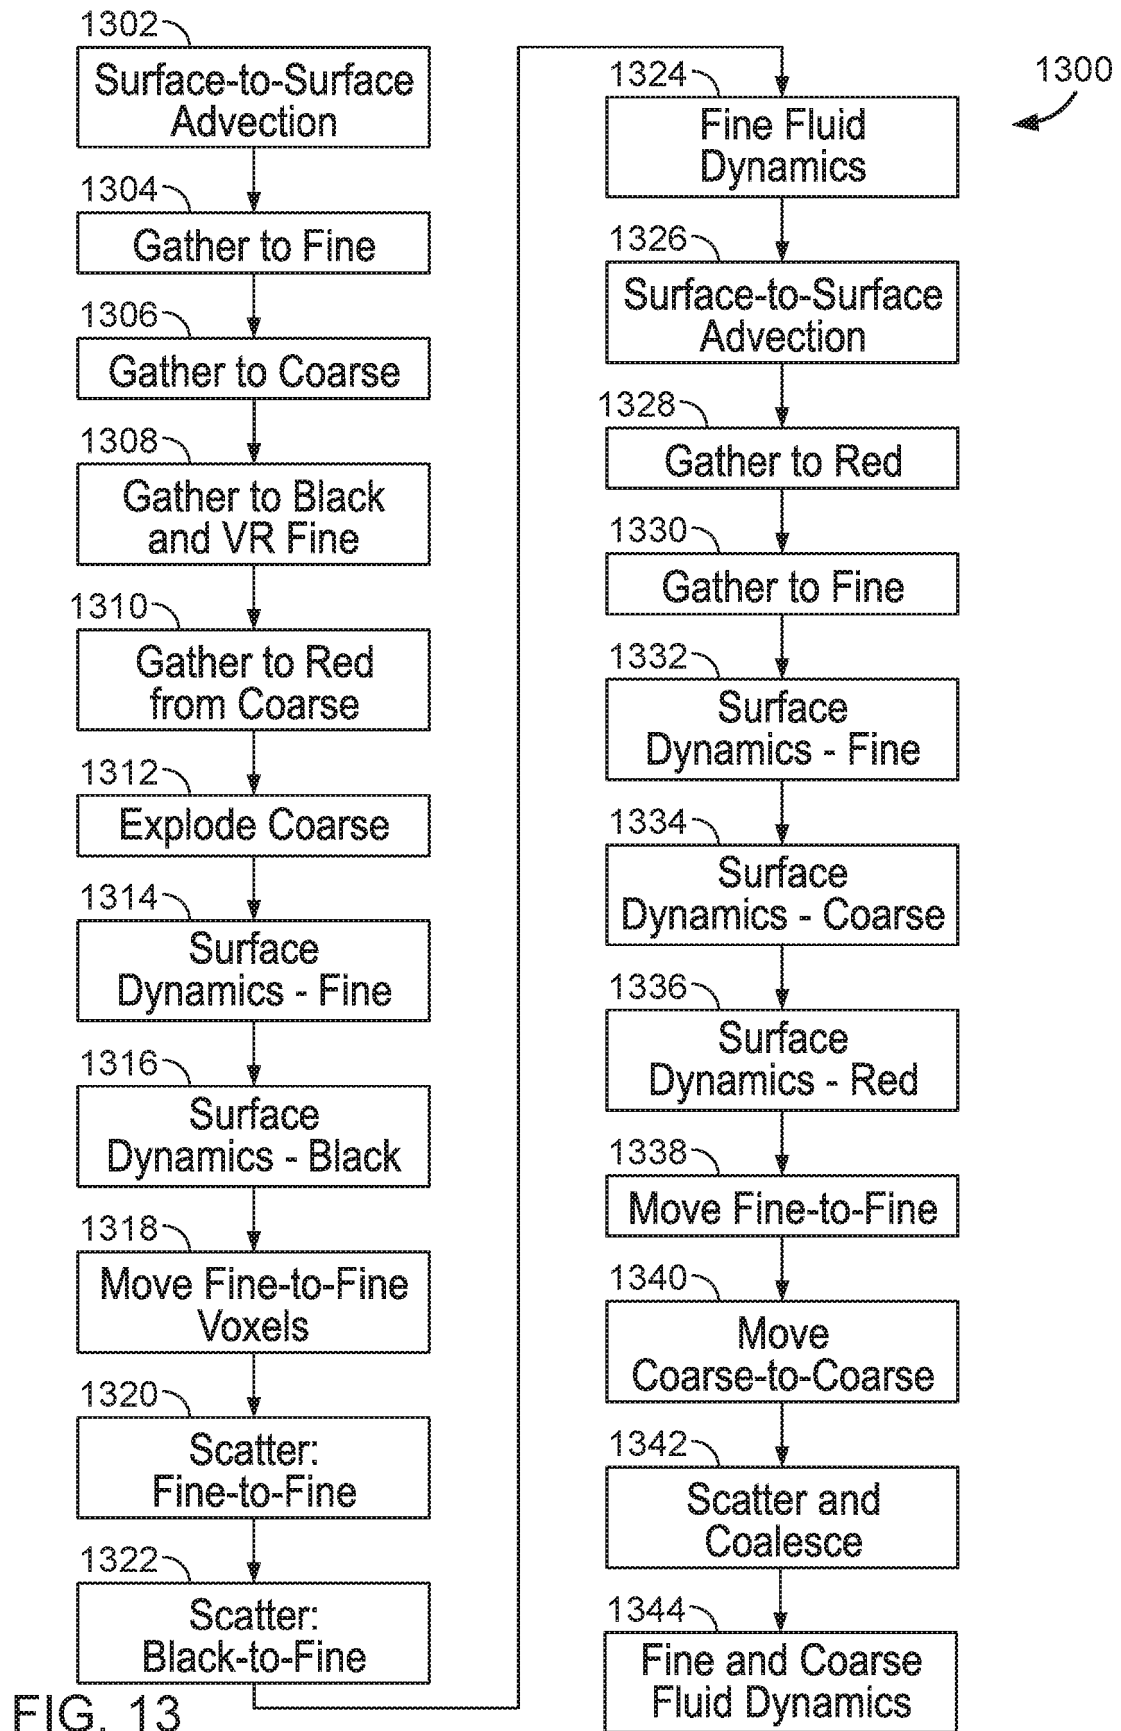 1302
Surface-to-Surface
Advection
1304
Gather to Fine
1306
Gather to Coarse
1308
Gather to Black
and VR Fine
1310
Gather to Red
from Coarse
1312
Explode Coarse
1314
Surface
Dynamics - Fine
1316
Surface
Dynamics - Black
1318
Move Fine-to-Fine
Voxels
1320
Scatter:
Fine-to-Fine
1322
Scatter:
Black-to-Fine
1324
Fine Fluid
Dynamics
1326
Surface-to-Surface
Advection
1328
Gather to Red
1330
Gather to Fine
1332
Surface
Dynamics - Fine
1334
Surface
Dynamics - Coarse
1336
Surface
Dynamics - Red
1338
Move Fine-to-Fine
1340
Move
Coarse-to-Coarse
1342
Scatter and
Coalesce
1344
Fine and Coarse
Fluid Dynamics
1300
FIG. 13